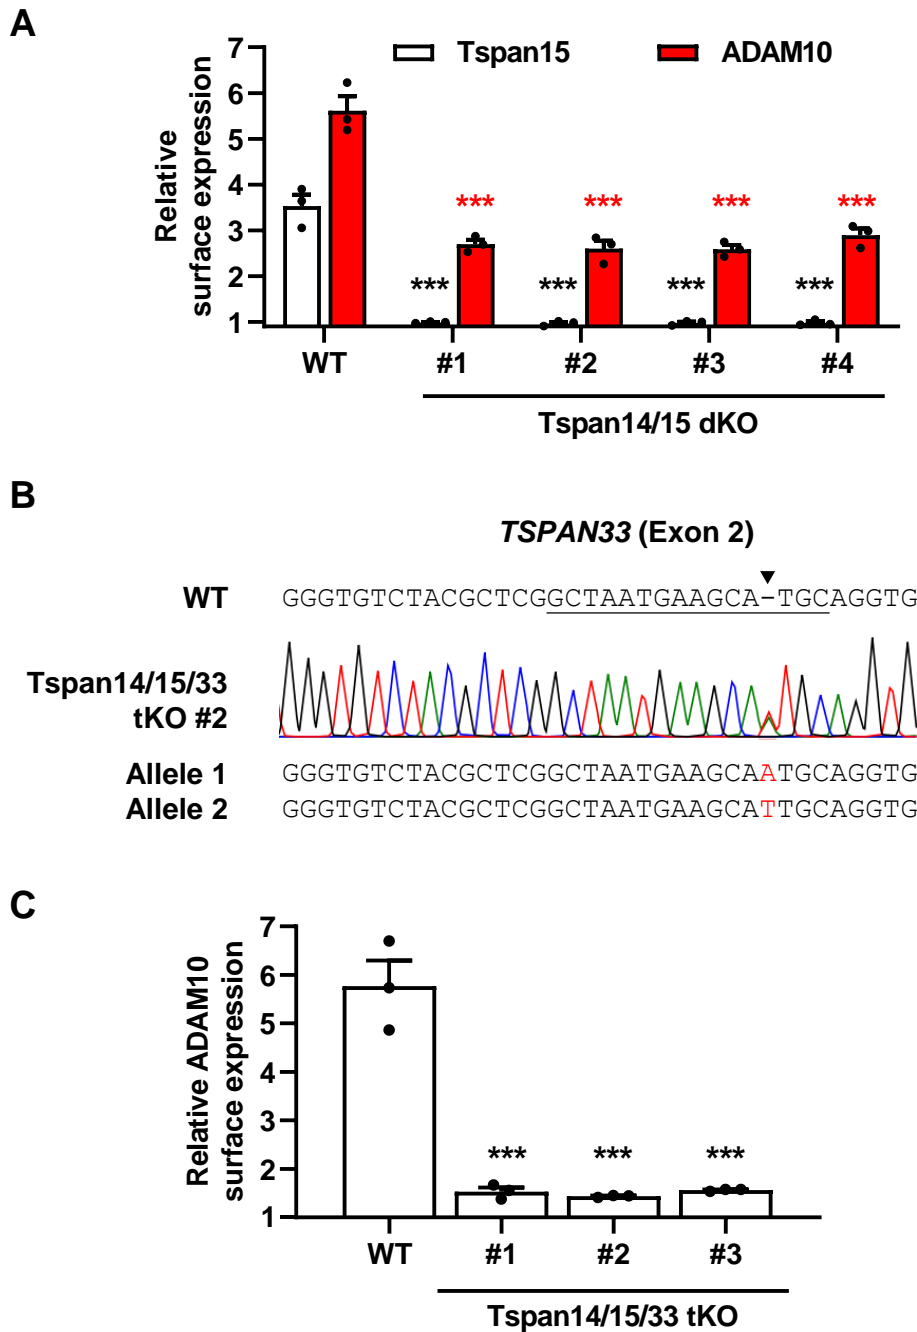 A
Tspan15 ADAM10
Relative
surface expression
7
6
5
4
3
2
1
*** *** *** ***
*** *** *** ***
WT #1 #2 #3 #4
Tspan14/15 dKO
B
TSPAN33 (Exon 2)
WT GGGTGTCTACGCTCGGCTAATGAAGCA-TGCAGGTG
Tspan14/15/33
tKO #2
Allele 1 GGGTGTCTACGCTCGGCTAATGAAGCAATGCAGGTG
Allele 2 GGGTGTCTACGCTCGGCTAATGAAGCATTGCAGGTG
C
Relative ADAM10
surface expression
7
6
5
4
3
2
1
*** *** ***
WT #1 #2 #3
Tspan14/15/33 tKO